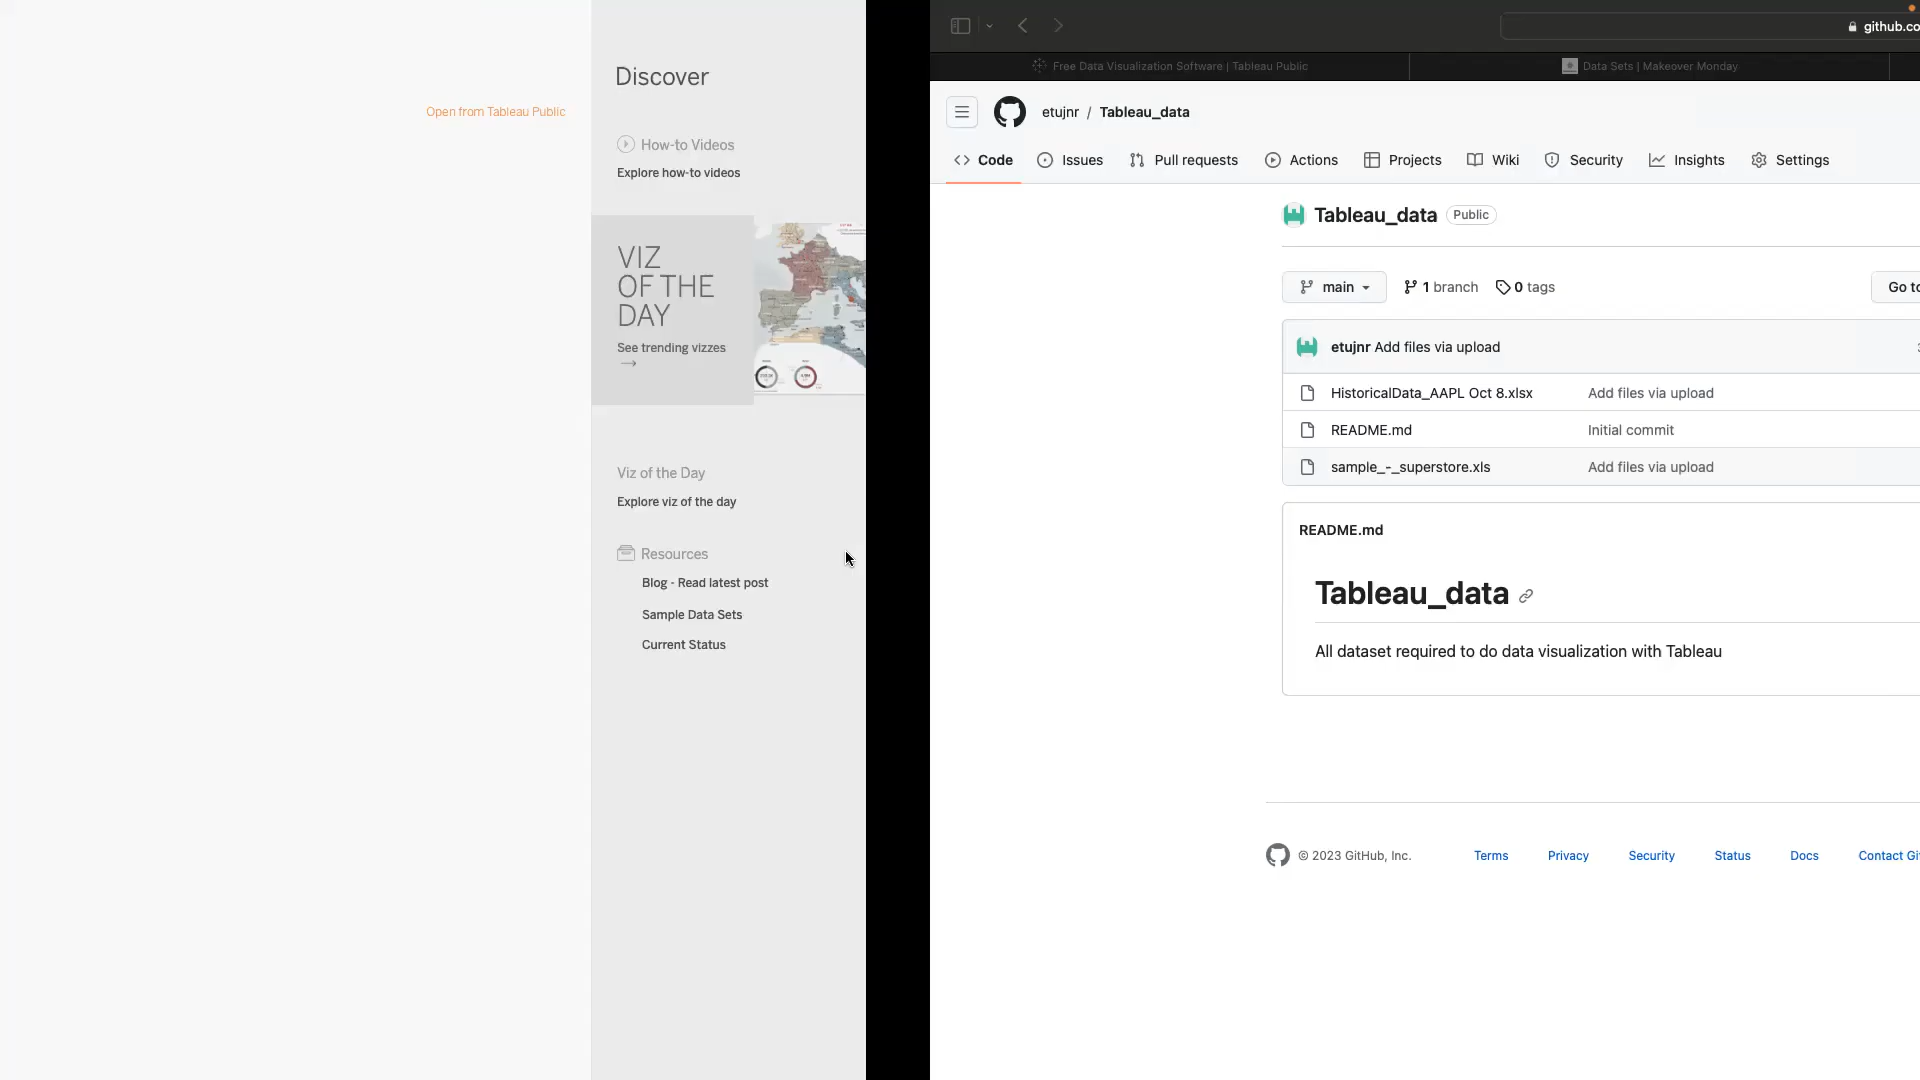 Discover
Open from Tableau Public
How-to Videos
Explore how-to videos
VIZ
OF THE
DAY
See trending vizzes
Viz of the Day
Explore viz of the day
Resources
Blog - Read latest post
Sample Data Sets
Current Status
github.co
Free Data Visualization Software | Tableau Public
Data Sets | Makeover Monday
etujnr / Tableau_data
Code Issues Pull requests Actions Projects Wiki Security Insights Settings
Tableau_data Public
main 1 branch 0 tags Go to
etujnr Add files via upload
HistoricalData_AAPL Oct 8.xlsx Add files via upload
README.md Initial commit
sample_-_superstore.xls Add files via upload
README.md
Tableau_data
All dataset required to do data visualization with Tableau
© 2023 GitHub, Inc. Terms Privacy Security Status Docs Contact Git